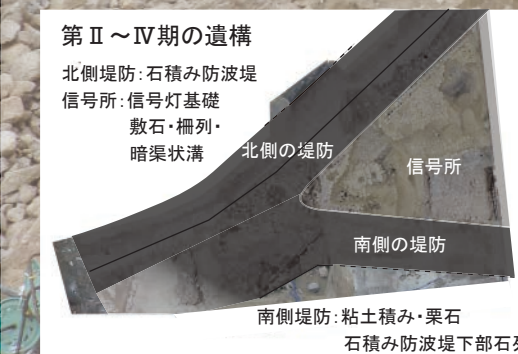 第Ⅱ～Ⅳ期の遺構
北側堤防：石積み防波堤
信号所：信号灯基礎
敷石・柵列・
暗渠状溝
北側の堤防
信号所
南側の堤防
南側堤防：粘土積み・栗石
石積み防波堤下部石列